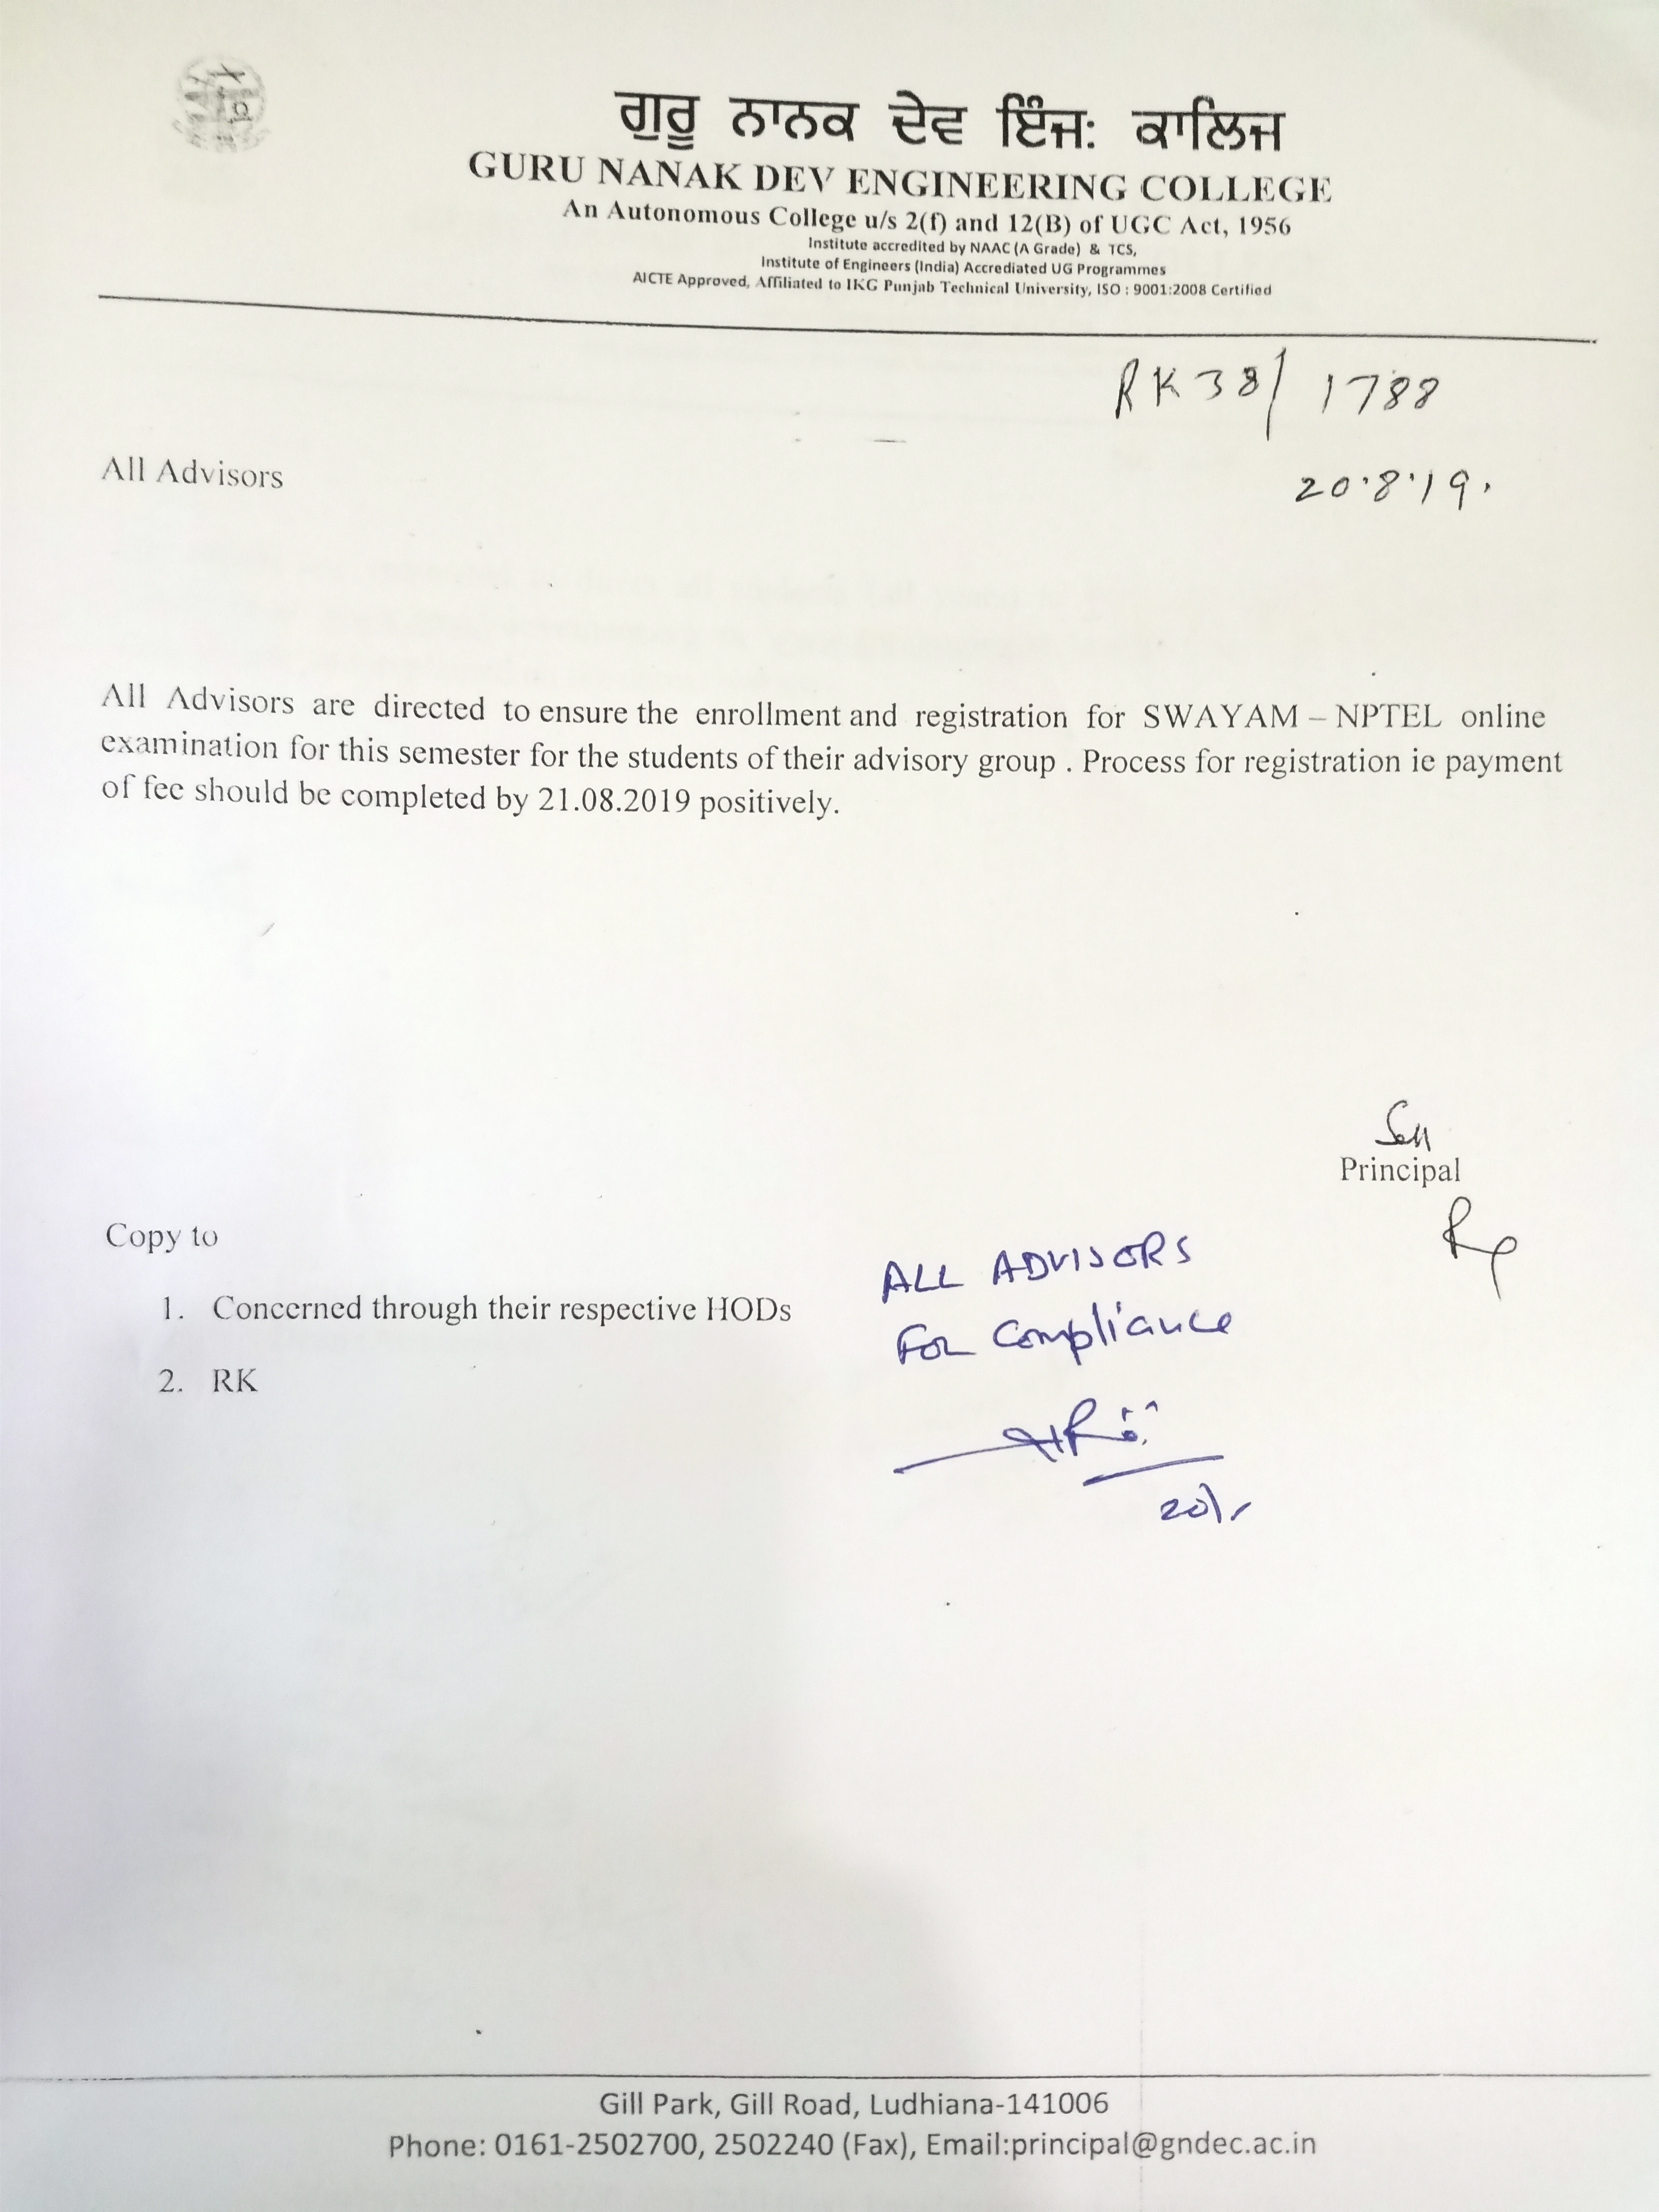 ਗੁਰੂ ਨਾਨਕ ਦੇਵ ਇੰਜ: ਕਾਲਿਜ
GURU NANAK DEV ENGINEERING COLLEGE
An Autonomous College u/s 2(f) and 12(B) of UGC Act, 1956
Institute accredited by NAAC (A Grade) & TCS,
Institute of Engineers (India) Accrediated UG Programmes
AICTE Approved, Affiliated to IKG Punjab Technical University, ISO : 9001:2008 Certified
RK38/1788
All Advisors
20.8.19.
All Advisors are directed to ensure the enrollment and registration for SWAYAM – NPTEL online
examination for this semester for the students of their advisory group . Process for registration ie payment
of fee should be completed by 21.08.2019 positively.
Principal
Copy to
ALL ADVISORS
1. Concerned through their respective HODs
For Compliance
2. RK
Gill Park, Gill Road, Ludhiana-141006
Phone: 0161-2502700, 2502240 (Fax), Email:principal@gndec.ac.in